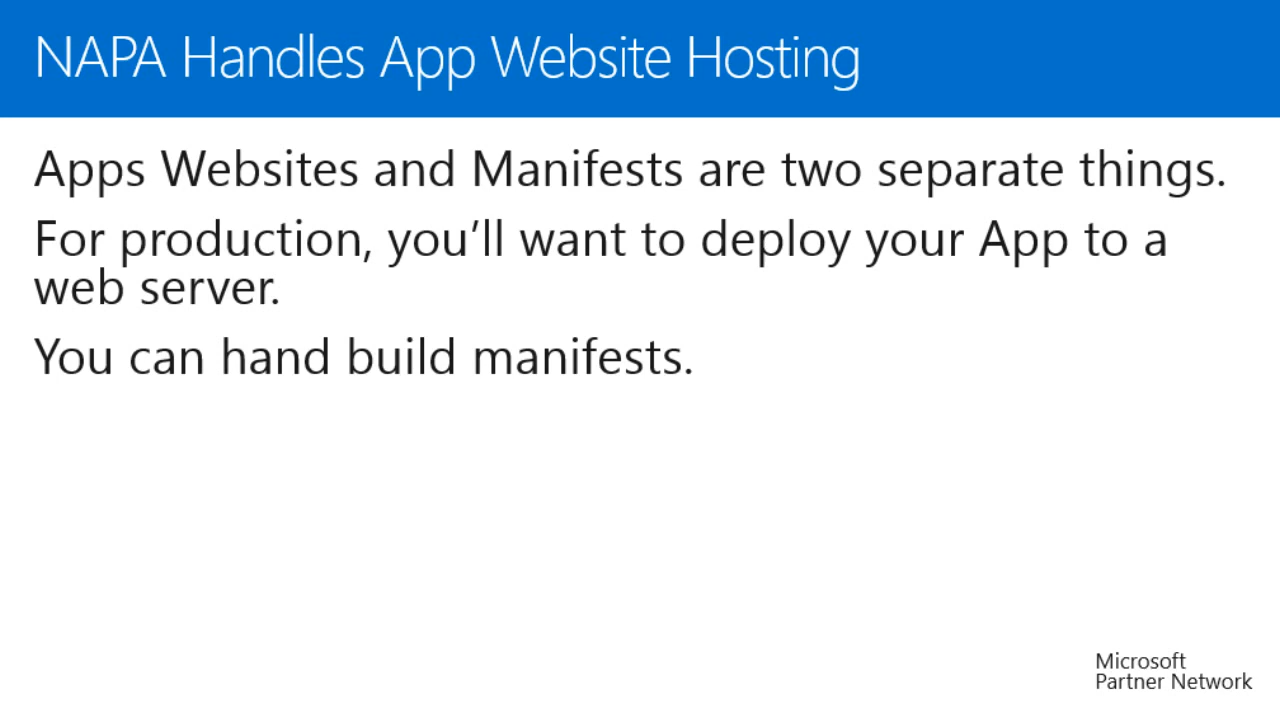 NAPA Handles App Website Hosting
Apps Websites and Manifests are two separate things.
For production, you’ll want to deploy your App to a
web server.
You can hand build manifests.
Microsoft
Partner Network